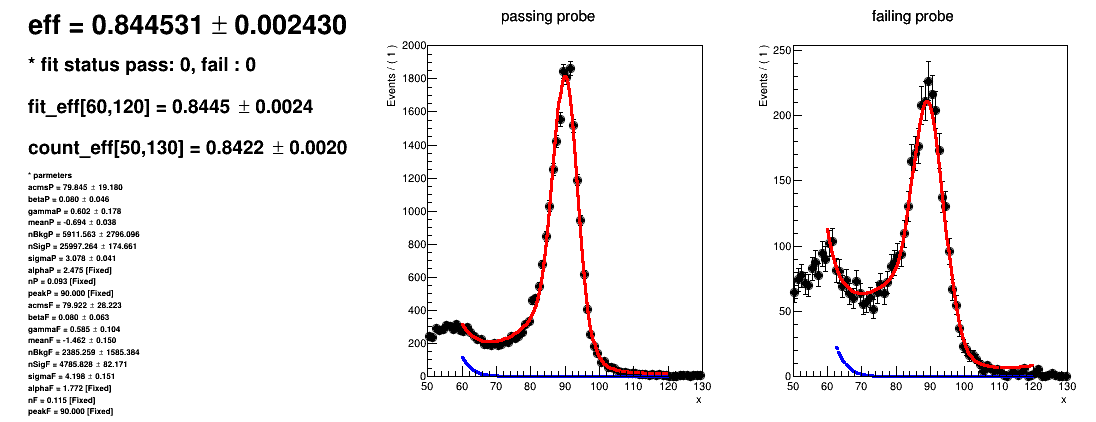 eff = 0.844531 ± 0.002430
* fit status pass: 0, fail : 0
fit_eff[60,120] = 0.8445 ± 0.0024
count_eff[50,130] = 0.8422 ± 0.0020
* parmeters
acmsP = 79.845 ± 19.180
betaP = 0.080 ± 0.046
gammaP = 0.602 ± 0.178
meanP = -0.694 ± 0.038
nBkgP = 5911.563 ± 2796.096
nSigP = 25997.264 ± 174.661
sigmaP = 3.078 ± 0.041
alphaP = 2.475 [Fixed]
nP = 0.093 [Fixed]
peakP = 90.000 [Fixed]
acmsF = 79.922 ± 28.223
betaF = 0.080 ± 0.063
gammaF = 0.585 ± 0.104
meanF = -1.462 ± 0.150
nBkgF = 2385.259 ± 1585.384
nSigF = 4785.828 ± 82.171
sigmaF = 4.198 ± 0.151
alphaF = 1.772 [Fixed]
nF = 0.115 [Fixed]
peakF = 90.000 [Fixed]
passing probe
Events / ( 1 )
2000
1800
1600
1400
1200
1000
800
600
400
200
0
50 60 70 80 90 100 110 120 130
x
failing probe
Events / ( 1 )
250
200
150
100
50
0
50 60 70 80 90 100 110 120 130
x